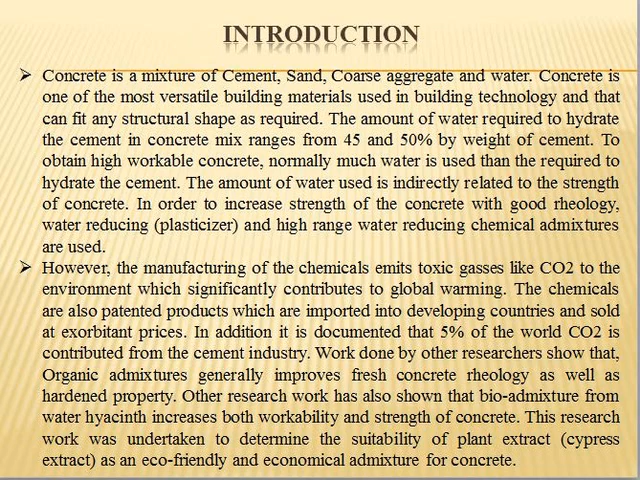 INTRODUCTION
➢ Concrete is a mixture of Cement, Sand, Coarse aggregate and water. Concrete is
one of the most versatile building materials used in building technology and that
can fit any structural shape as required. The amount of water required to hydrate
the cement in concrete mix ranges from 45 and 50% by weight of cement. To
obtain high workable concrete, normally much water is used than the required to
hydrate the cement. The amount of water used is indirectly related to the strength
of concrete. In order to increase strength of the concrete with good rheology,
water reducing (plasticizer) and high range water reducing chemical admixtures
are used.
➢ However, the manufacturing of the chemicals emits toxic gasses like CO2 to the
environment which significantly contributes to global warming. The chemicals
are also patented products which are imported into developing countries and sold
at exorbitant prices. In addition it is documented that 5% of the world CO2 is
contributed from the cement industry. Work done by other researchers show that,
Organic admixtures generally improves fresh concrete rheology as well as
hardened property. Other research work has also shown that bio-admixture from
water hyacinth increases both workability and strength of concrete. This research
work was undertaken to determine the suitability of plant extract (cypress
extract) as an eco-friendly and economical admixture for concrete.